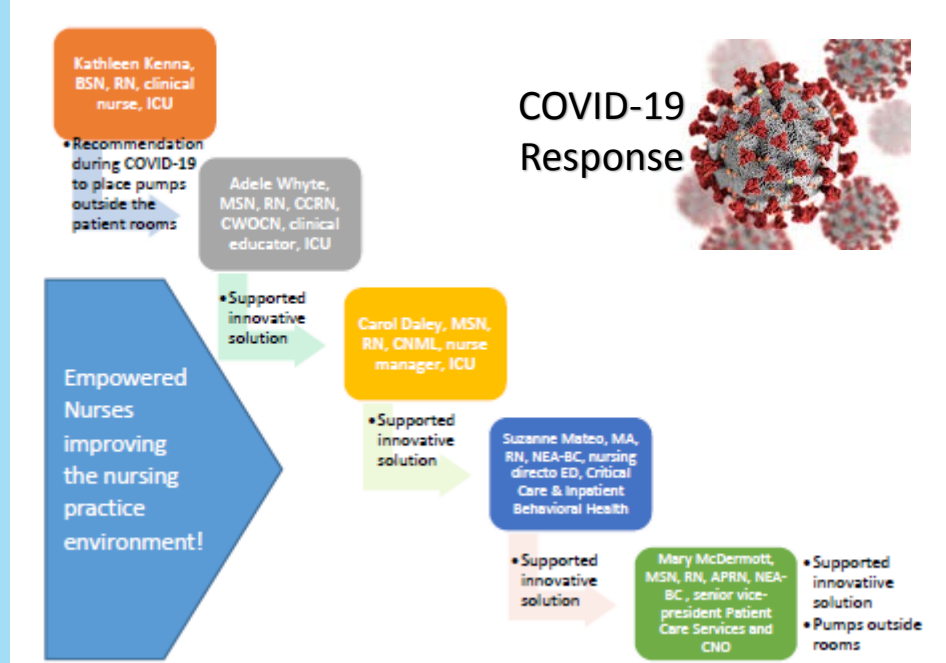 Kathleen Kenna,
BSN, RN, clinical
nurse, ICU
•Recommendation
during COVID-19
to place pumps
outside the
patient rooms
COVID-19
Response
Adele Whyte,
MSN, RN, CCRN,
CWOCN, clinical
educator, ICU
•Supported
innovative
solution
Carol Daley, MSN,
RN, CNML, nurse
manager, ICU
•Supported
innovative
solution
Suzanne Mateo, MA,
RN, NEA-BC, nursing
directo ED, Critical
Care & Inpatient
Behavioral Health
•Supported
innovative
solution
Mary McDermott,
MSN, RN, APRN, NEA-
BC , senior vice-
president Patient
Care Services and
CNO
•Supported
innovatiive
solution
•Pumps outside
rooms
Empowered
Nurses
improving
the nursing
practice
environment!